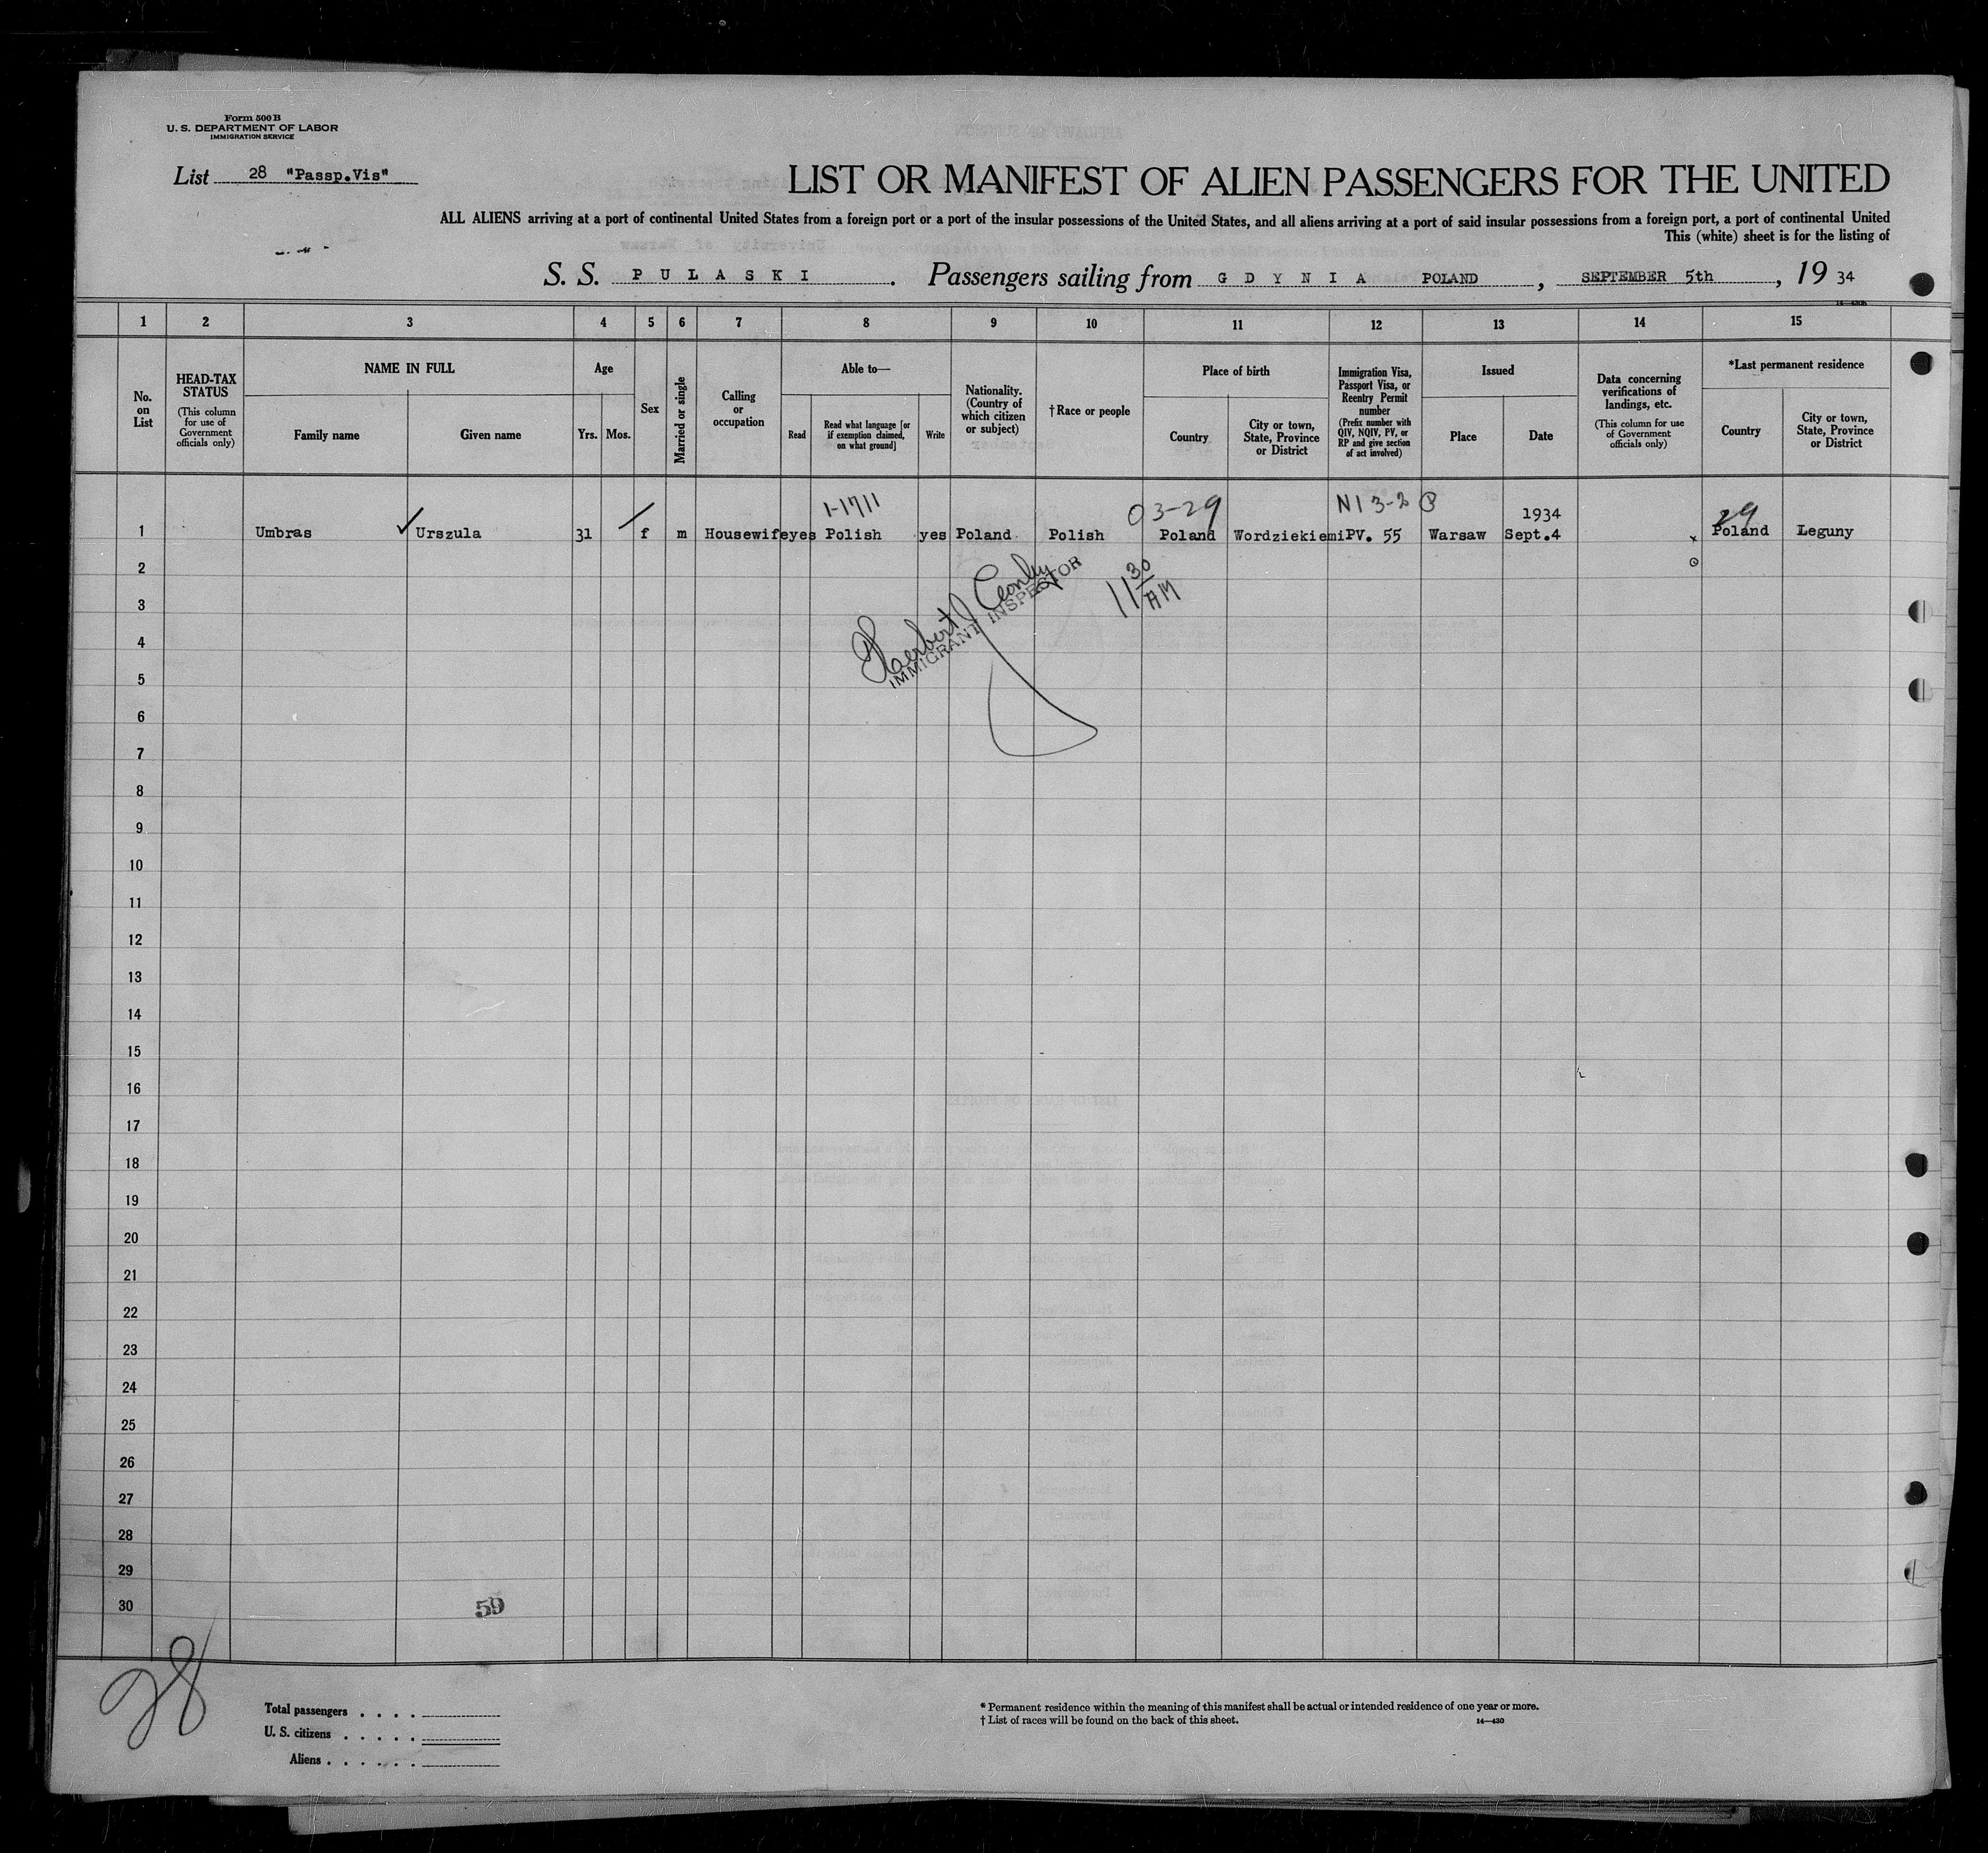 Form 500 B
U. S. DEPARTMENT OF LABOR
IMMIGRATION SERVICE
List 28 "Passp.Vis"
LIST OR MANIFEST OF ALIEN PASSENGERS FOR THE UNITED
ALL ALIENS arriving at a port of continental United States from a foreign port or a port of the insular possessions of the United States, and all aliens arriving at a port of said insular possessions from a foreign port, a port of continental United
This (white) sheet is for the listing of
S. S. P U L A S K I . Passengers sailing from G D Y N I A POLAND , SEPTEMBER 5th , 19 34
1 2 3 4 5 6 7 8 9 10 11 12 13 14 15
No. on List
HEAD-TAX STATUS
(This column for use of Government officials only)
NAME IN FULL
Family name
Given name
Age
Yrs.
Mos.
Sex
Married or single
Calling or occupation
Able to—
Read
Read what language [or if exemption claimed, on what ground]
Write
Nationality. (Country of which citizen or subject)
†Race or people
Place of birth
Country
City or town, State, Province or District
Immigration Visa, Passport Visa, or Reentry Permit number
(Prefix number with QIV, NQIV, PV, or RP and give section of act involved)
Issued
Place
Date
Data concerning verifications of landings, etc.
(This column for use of Government officials only)
*Last permanent residence
Country
City or town, State, Province or District
1-1711 03-29 N1 3-2 P 1934 29
1 Umbras ✓ Urszula 31 f m Housewife yes Polish yes Poland Polish Poland Wordziekiemi PV. 55 Warsaw Sept.4 x Poland Leguny
2
3
4
5
6
7
8
9
10
11
12
13
14
15
16
17
18
19
20
21
22
23
24
25
26
27
28
29
30
Herbert J Conley
IMMIGRANT INSPECTOR
11 30 AM
59
28
Total passengers . . . .
U. S. citizens . . . . .
Aliens . . . . . .
* Permanent residence within the meaning of this manifest shall be actual or intended residence of one year or more.
† List of races will be found on the back of this sheet.
14—430